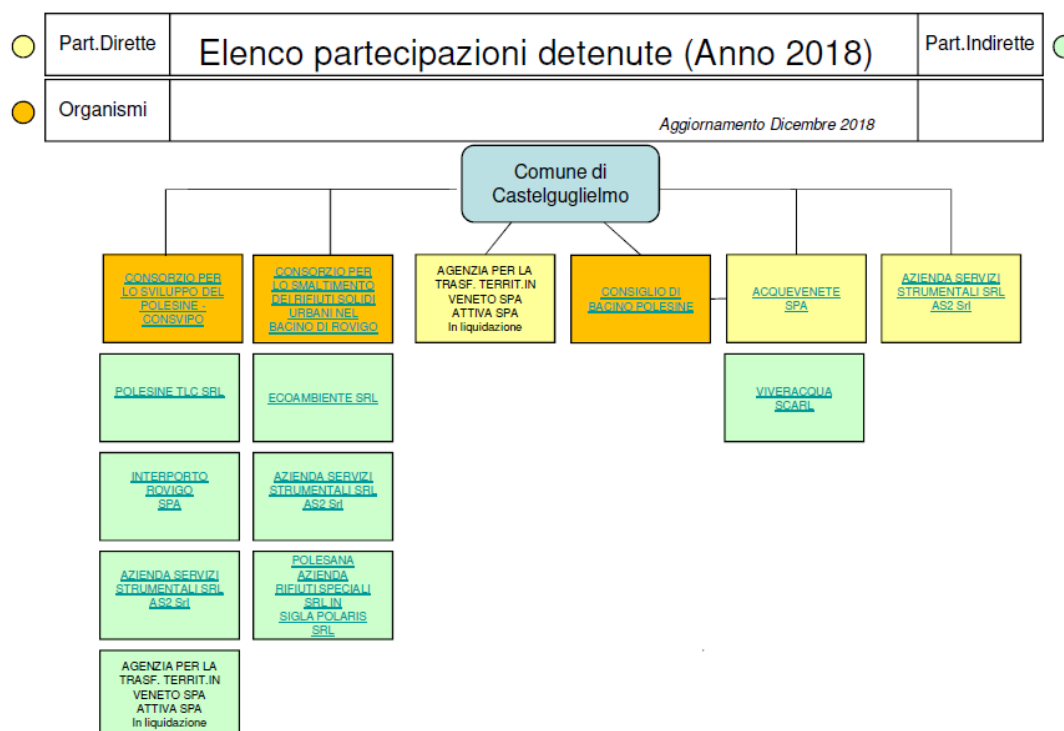 Part.Dirette
Elenco partecipazioni detenute (Anno 2018)
Part.Indirette
Organismi
Aggiornamento Dicembre 2018
Comune di
Castelguglielmo
CONSORZIO PER
LO SVILUPPO DEL
POLESINE -
CONSVIPO
CONSORZIO PER
LO SMALTIMENTO
DEI RIFIUTI SOLIDI
URBANI NEL
BACINO DI ROVIGO
AGENZIA PER LA
TRASF. TERRIT.IN
VENETO SPA
ATTIVA SPA
In liquidazione
CONSIGLIO DI
BACINO POLESINE
ACQUEVENETE
SPA
AZIENDA SERVIZI
STRUMENTALI SRL
AS2 Srl
POLESINE TLC SRL
ECOAMBIENTE SRL
VIVERACQUA
SCARL
INTERPORTO
ROVIGO
SPA
AZIENDA SERVIZI
STRUMENTALI SRL
AS2 Srl
AZIENDA SERVIZI
STRUMENTALI SRL
AS2 Srl
POLESANA
AZIENDA
RIFIUTI SPECIALI
SRL IN
SIGLA POLARIS
SRL
AGENZIA PER LA
TRASF. TERRIT.IN
VENETO SPA
ATTIVA SPA
In liquidazione